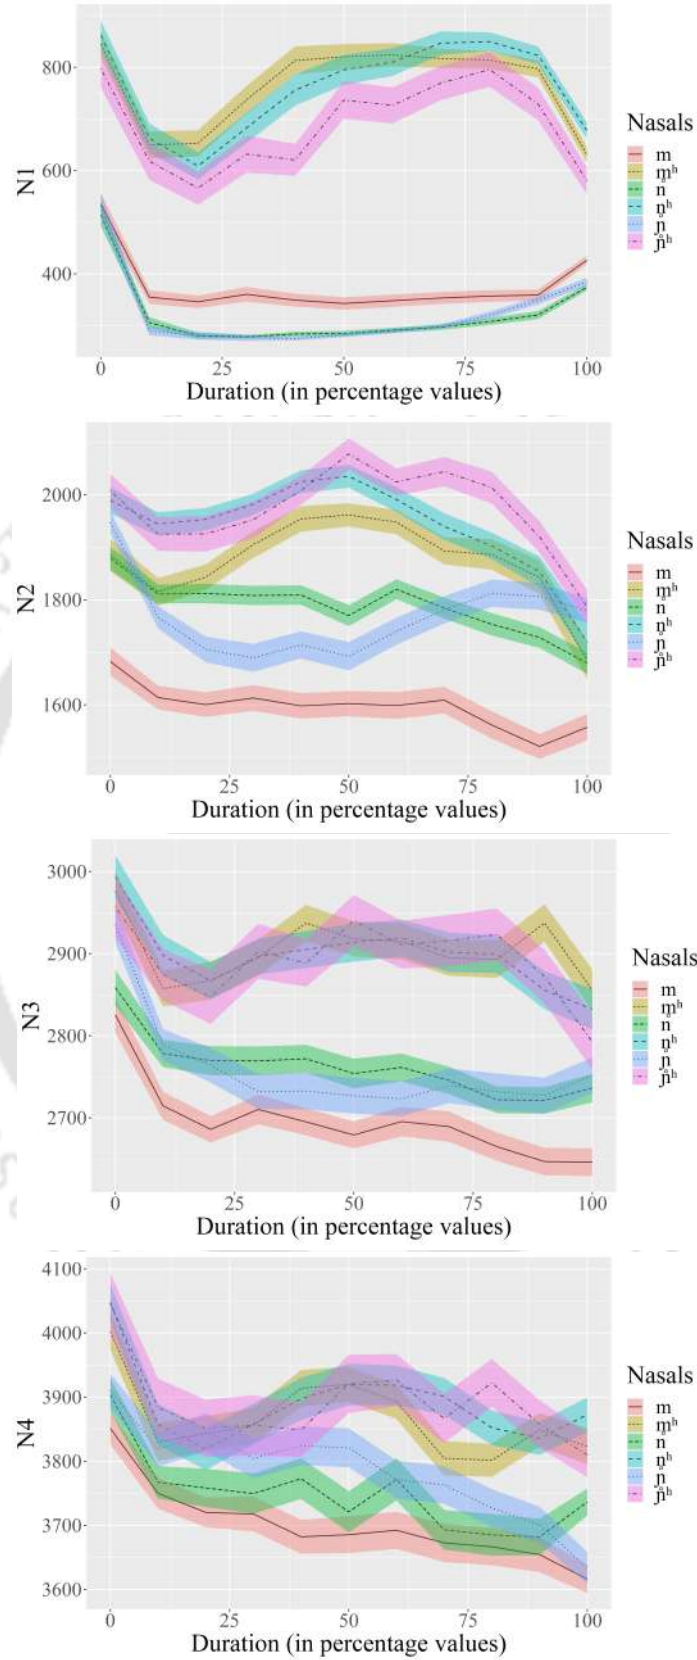 800
600
400
N1
0 25 50 75 100
Duration (in percentage values)
Nasals
m
m̥ʰ
n
n̥ʰ
ɲ
ɲ̊ʰ
2000
1800
1600
N2
0 25 50 75 100
Duration (in percentage values)
Nasals
m
m̥ʰ
n
n̥ʰ
ɲ
ɲ̊ʰ
3000
2900
2800
2700
N3
0 25 50 75 100
Duration (in percentage values)
Nasals
m
m̥ʰ
n
n̥ʰ
ɲ
ɲ̊ʰ
4100
4000
3900
3800
3700
3600
N4
0 25 50 75 100
Duration (in percentage values)
Nasals
m
m̥ʰ
n
n̥ʰ
ɲ
ɲ̊ʰ